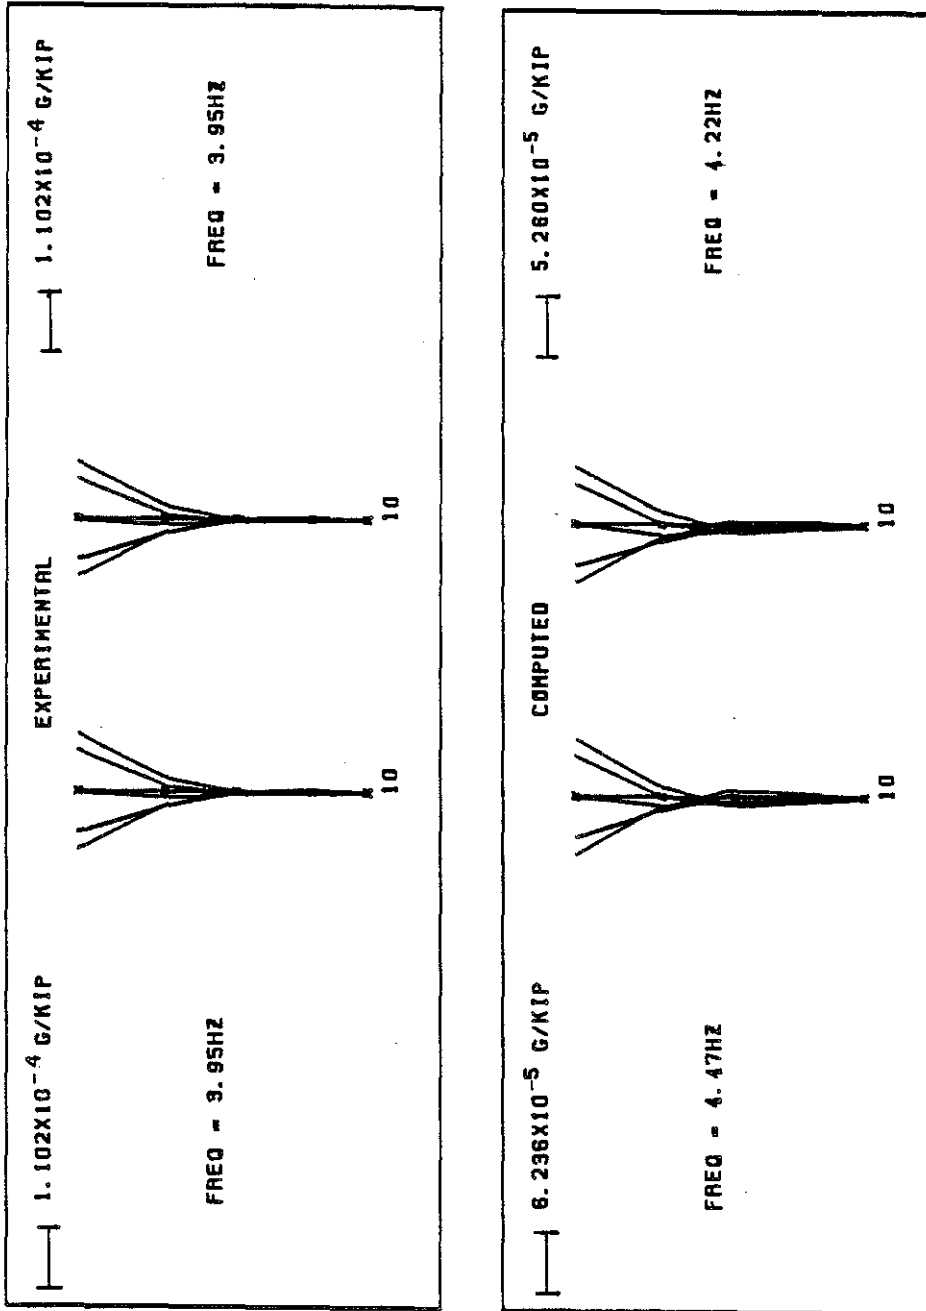 EXPERIMENTAL
1.102X10⁻⁴ G/KIP
FREQ = 3.95HZ
10
1.102X10⁻⁴ G/KIP
FREQ = 3.95HZ
10
COMPUTED
6.236X10⁻⁵ G/KIP
FREQ = 4.47HZ
10
5.260X10⁻⁵ G/KIP
FREQ = 4.22HZ
10